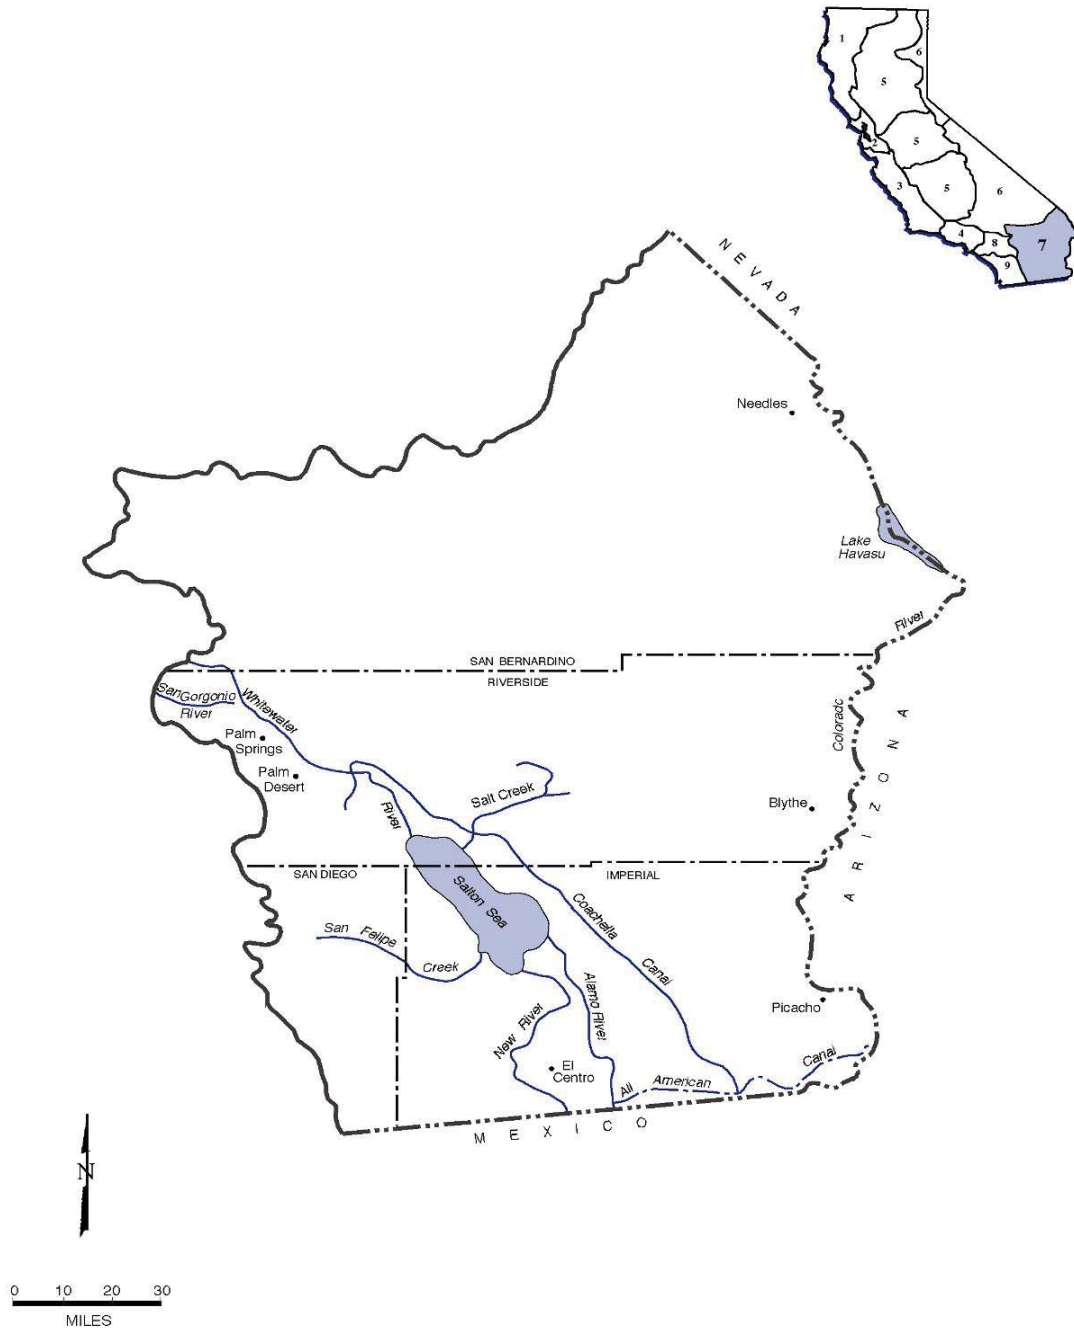 1
6
5
2
5
3
5
6
4
8
7
9
NEVADA
Needles
Lake
Havasu
River
SAN BERNARDINO
RIVERSIDE
San Gorgonio
River
Whitewater
Palm
Springs
Palm
Desert
River
Salt Creek
Colorado
ARIZONA
Blythe
SAN DIEGO
IMPERIAL
Salton Sea
Coachella
Canal
San Felipe
Creek
Alamo River
New River
Picacho
El
Centro
All American Canal
MEXICO
N
0 10 20 30
MILES